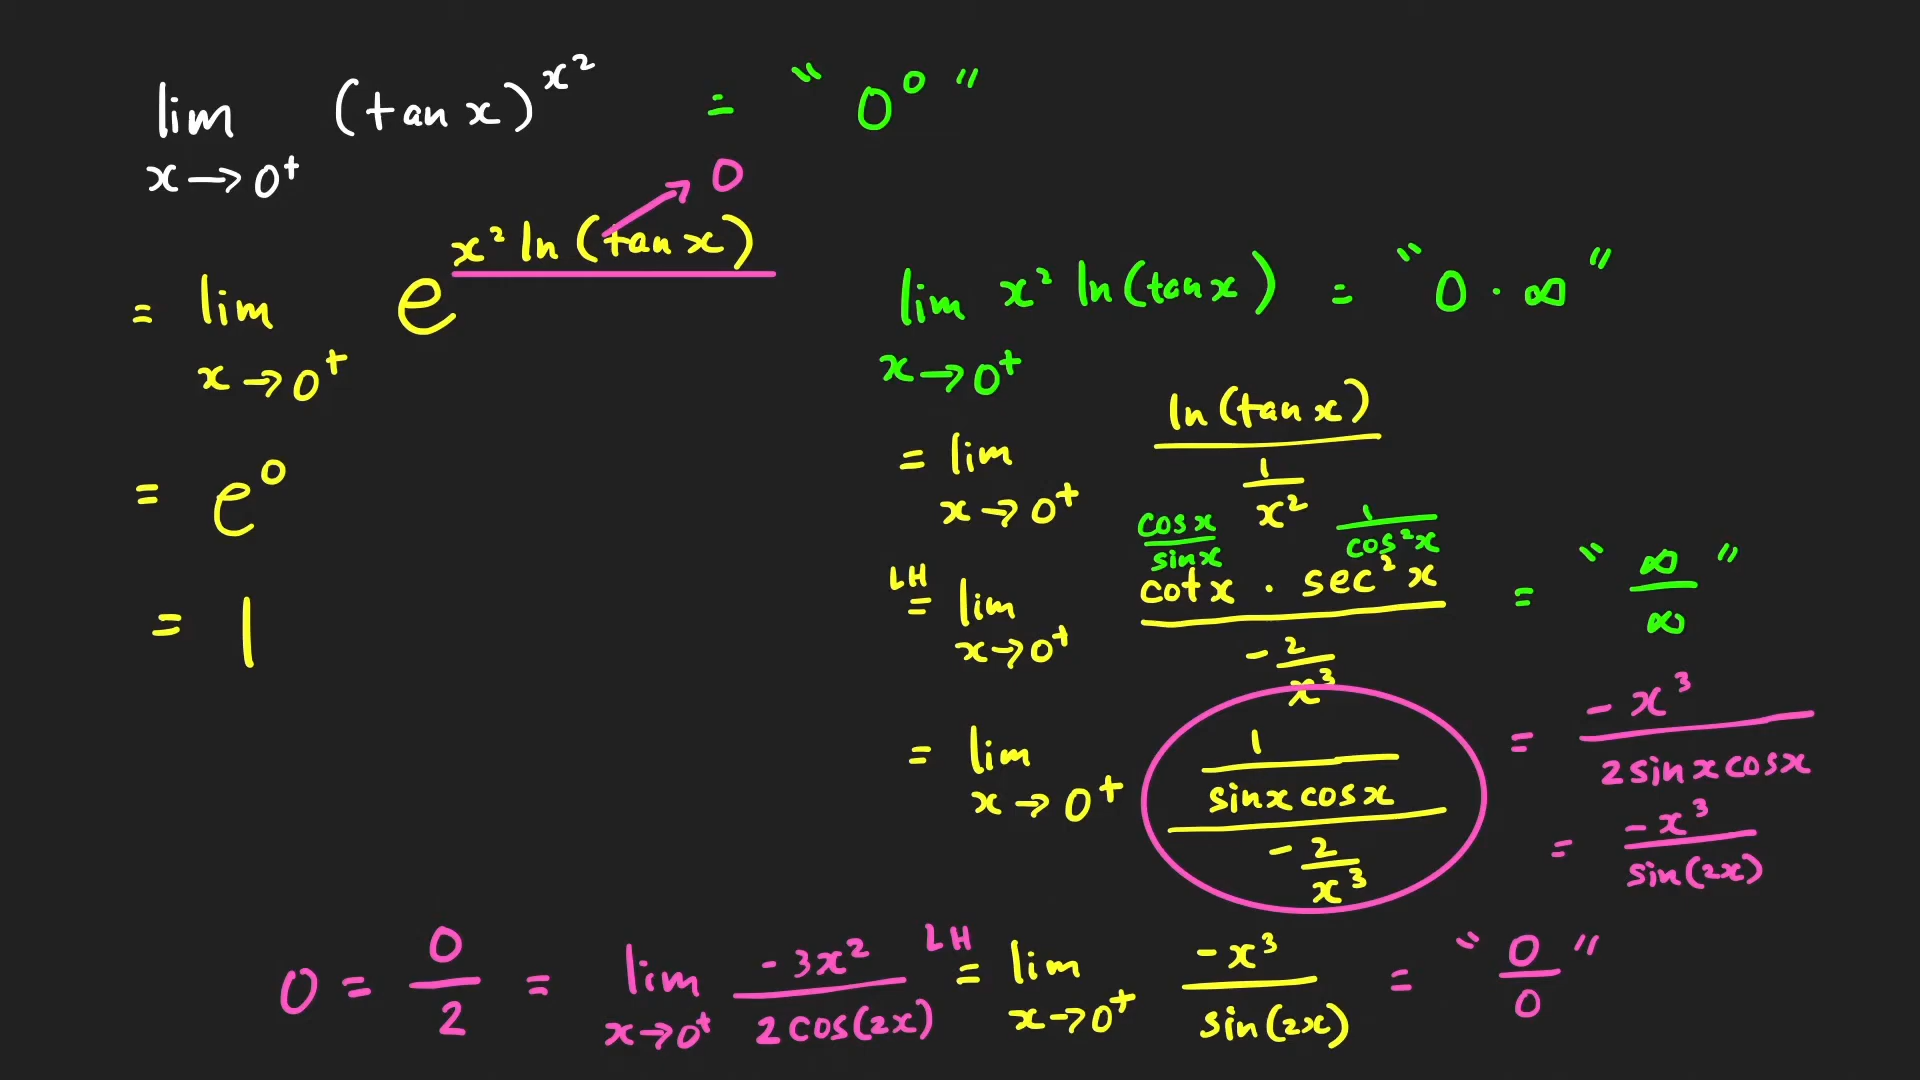 lim (tan x)^x² = "0⁰"
x→0⁺
0
= lim e^x² ln(tan x)
x→0⁺
= e⁰
= 1
lim x² ln(tan x) = "0 · ∞"
x→0⁺
= lim ln(tan x) / (1/x²)
x→0⁺
cos x / sin x 1 / cos² x
LH
= lim (cot x · sec² x) / (-2/x³) = "∞/∞"
x→0⁺
= lim (1 / (sin x cos x)) / (-2/x³) = -x³ / (2 sin x cos x)
x→0⁺
= -x³ / sin(2x)
0 = 0/2 = lim -3x² / 2cos(2x) LH = lim -x³ / sin(2x) = "0/0"
x→0⁺ x→0⁺